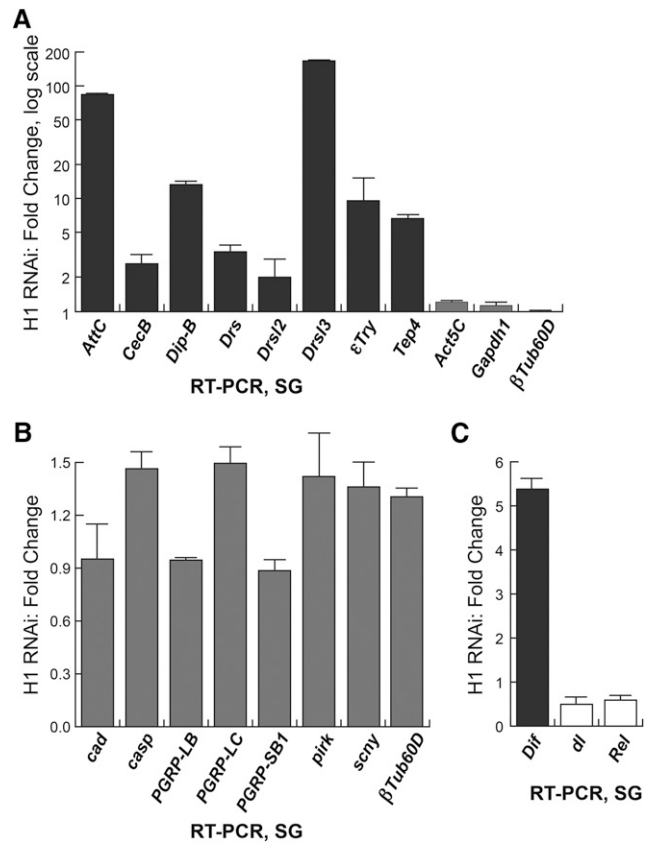 A
H1 RNAi: Fold Change, log scale
200
100
50
20
10
5
2
1
AttC
CecB
Dip-B
Drs
Drsl2
Drsl3
εTry
Tep4
Act5C
Gapdh1
βTub60D
RT-PCR, SG
B
H1 RNAi: Fold Change
1.5
1.2
0.9
0.6
0.3
0.0
cad
casp
PGRP-LB
PGRP-LC
PGRP-SB1
pirk
scny
βTub60D
RT-PCR, SG
C
H1 RNAi: Fold Change
6
5
4
3
2
1
0
Dif
dl
Rel
RT-PCR, SG